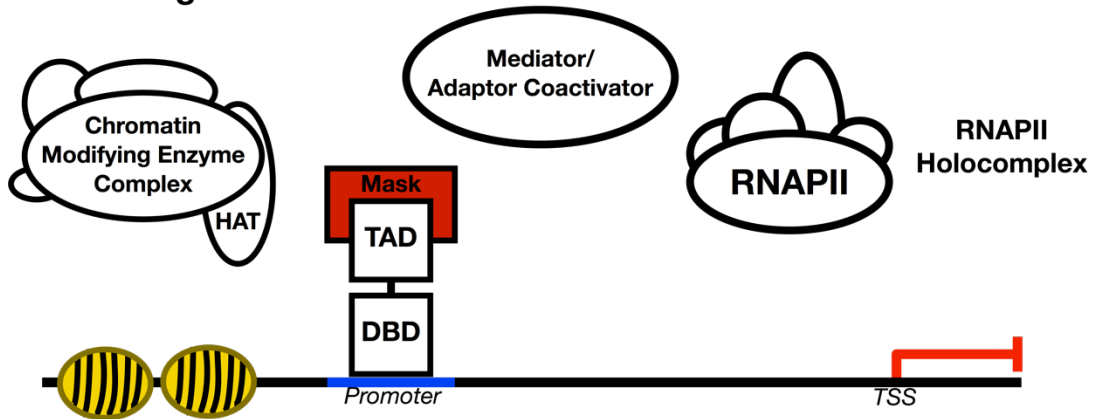 Mediator/
Adaptor Coactivator
Chromatin
Modifying Enzyme
Complex
HAT
RNAPII
RNAPII
Holocomplex
Mask
TAD
DBD
Promoter
TSS